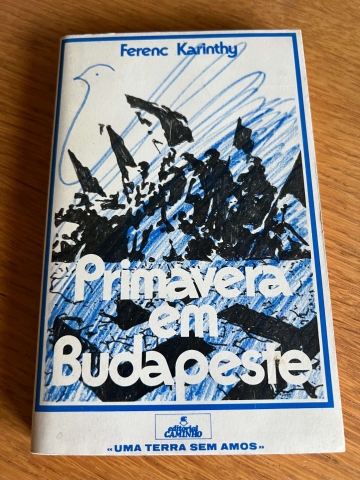 Ferenc Karinthy
Primavera
em
Budapeste
editorial
CAMINHO
«UMA TERRA SEM AMOS»